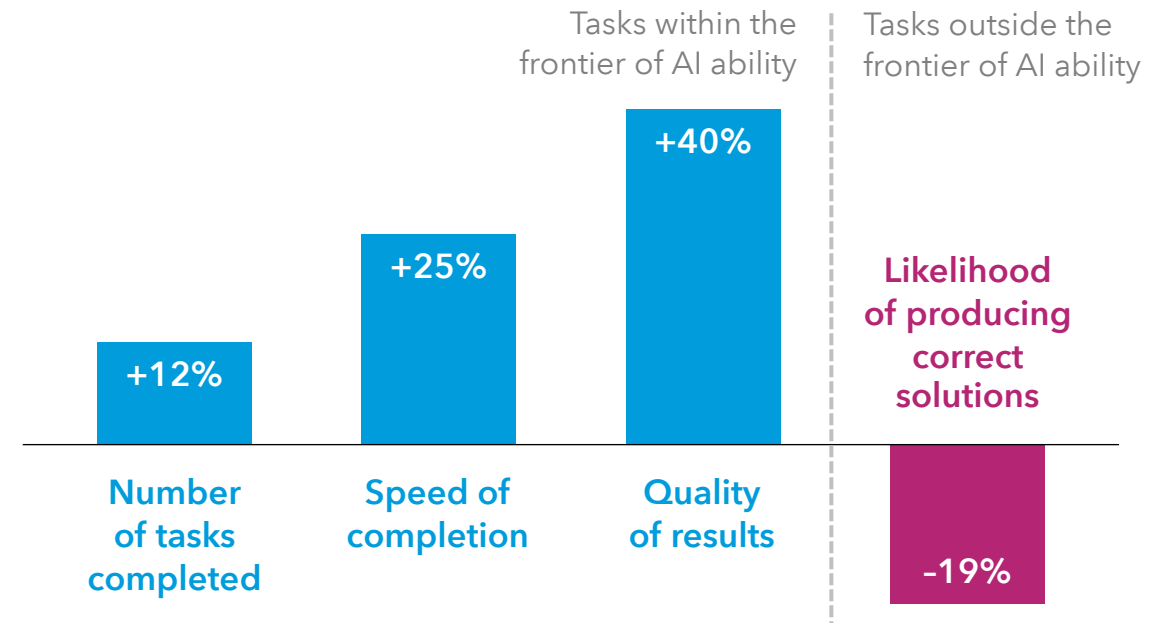 Tasks within the
frontier of AI ability
Tasks outside the
frontier of AI ability
+12%
+25%
+40%
Likelihood
of producing
correct
solutions
Number
of tasks
completed
Speed of
completion
Quality
of results
–19%